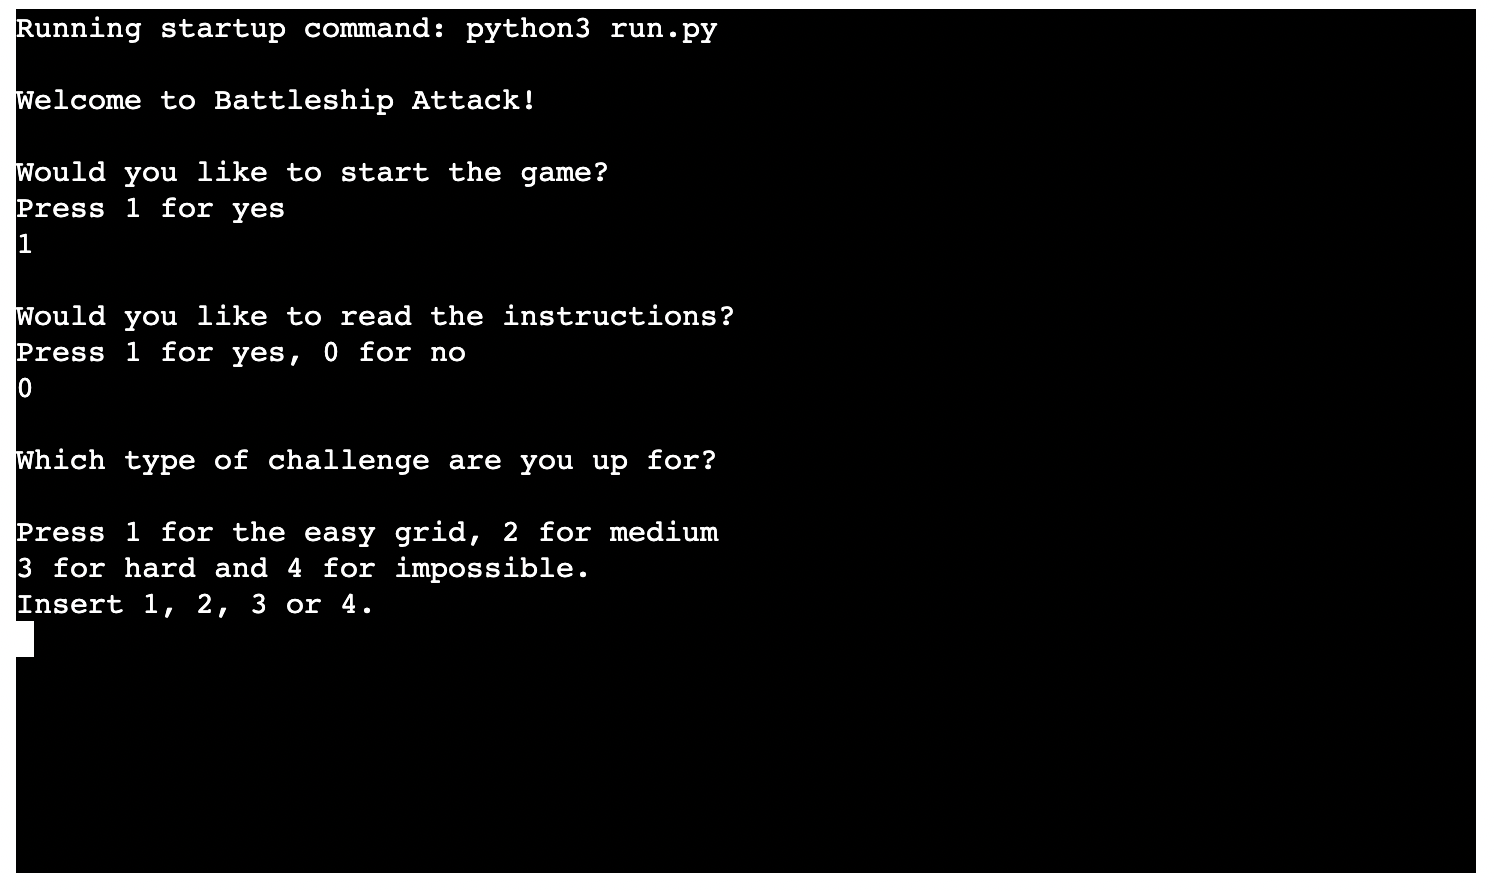 Running startup command: python3 run.py
Welcome to Battleship Attack!
Would you like to start the game?
Press 1 for yes
1
Would you like to read the instructions?
Press 1 for yes, 0 for no
0
Which type of challenge are you up for?
Press 1 for the easy grid, 2 for medium
3 for hard and 4 for impossible.
Insert 1, 2, 3 or 4.